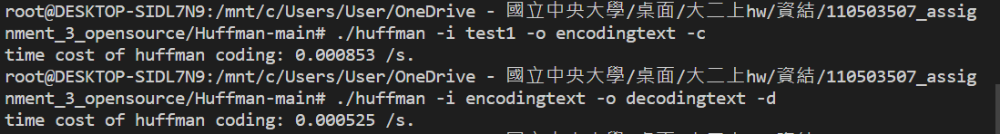 root@DESKTOP-SIDL7N9:/mnt/c/Users/User/OneDrive - 國立中央大學/桌面/大二上hw/資結/110503507_assig
nment_3_opensource/Huffman-main# ./huffman -i test1 -o encodingtext -c
time cost of huffman coding: 0.000853 /s.
root@DESKTOP-SIDL7N9:/mnt/c/Users/User/OneDrive - 國立中央大學/桌面/大二上hw/資結/110503507_assig
nment_3_opensource/Huffman-main# ./huffman -i encodingtext -o decodingtext -d
time cost of huffman coding: 0.000525 /s.